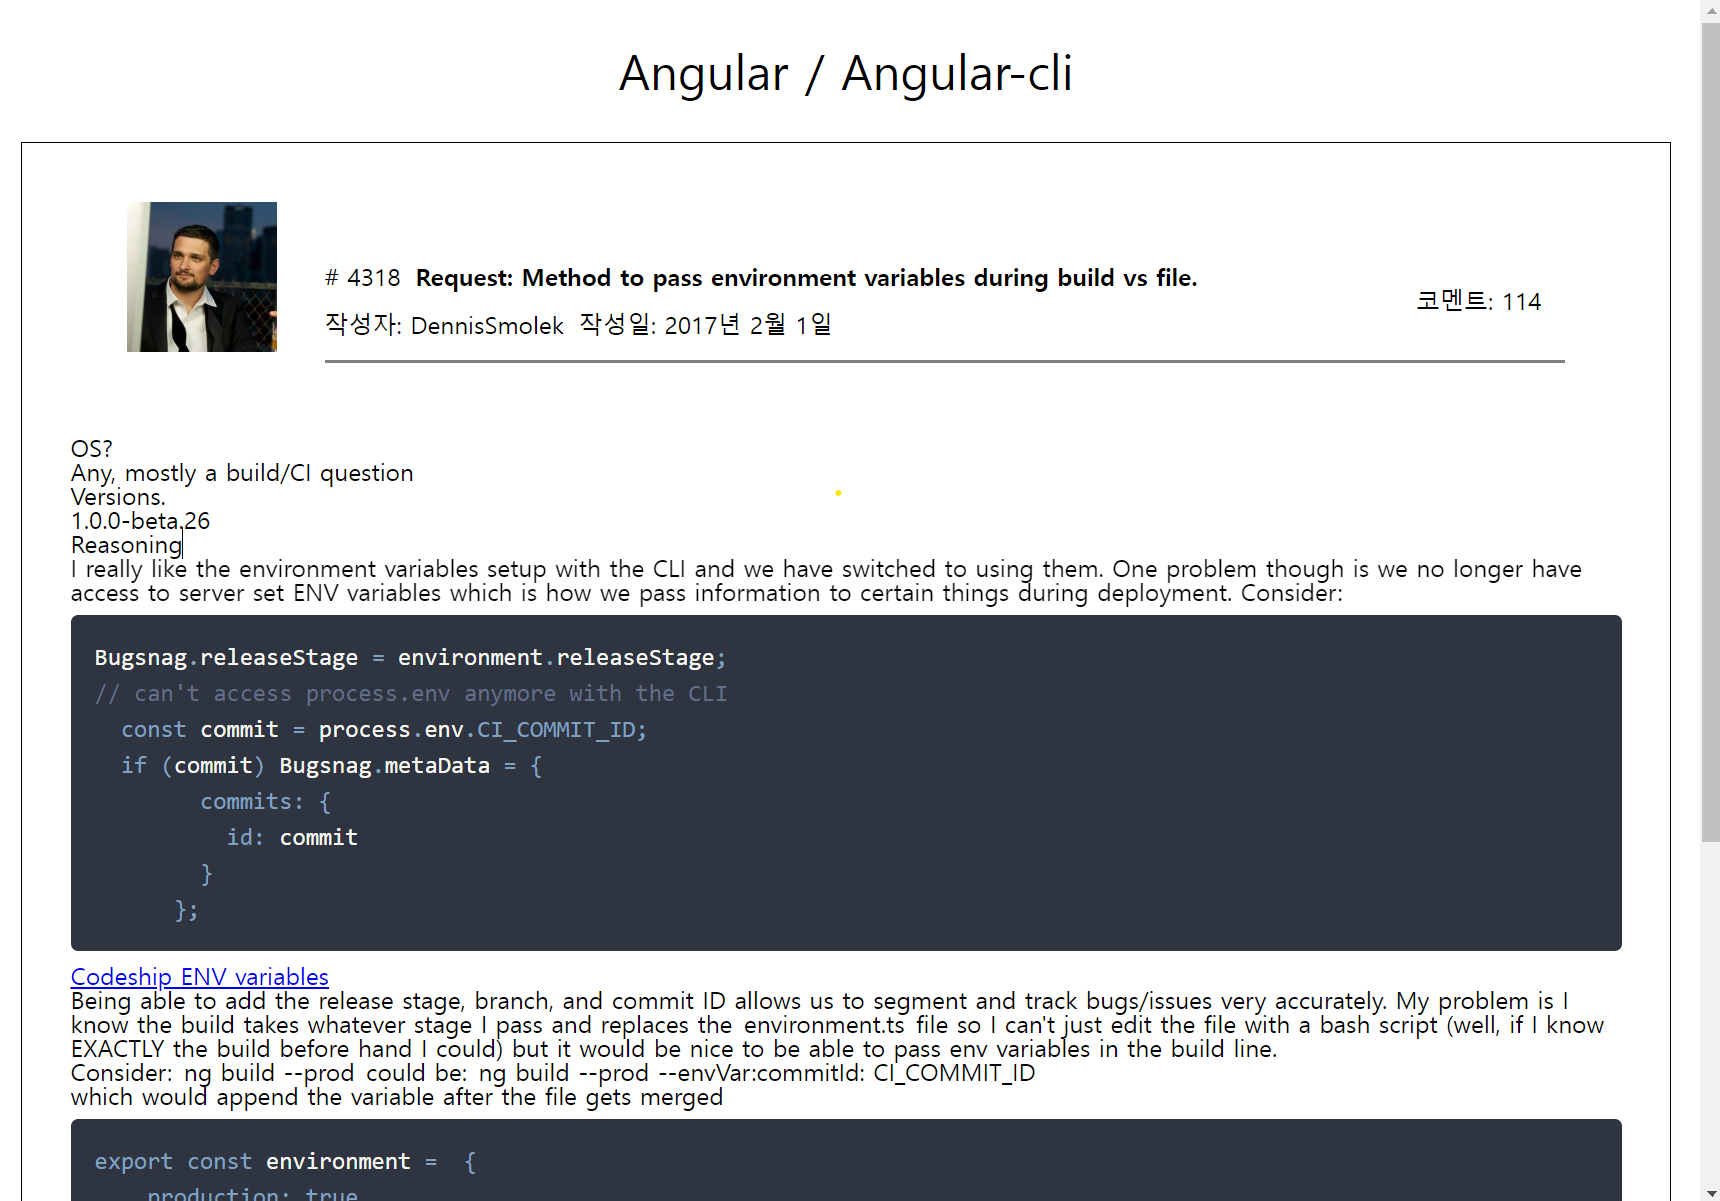 Angular / Angular-cli
# 4318 Request: Method to pass environment variables during build vs file.
작성자: DennisSmolek 작성일: 2017년 2월 1일
코멘트: 114
OS?
Any, mostly a build/CI question
Versions.
1.0.0-beta.26
Reasoning
I really like the environment variables setup with the CLI and we have switched to using them. One problem though is we no longer have
access to server set ENV variables which is how we pass information to certain things during deployment. Consider:
Bugsnag.releaseStage = environment.releaseStage;
// can't access process.env anymore with the CLI
const commit = process.env.CI_COMMIT_ID;
if (commit) Bugsnag.metaData = {
commits: {
id: commit
}
};
Codeship ENV variables
Being able to add the release stage, branch, and commit ID allows us to segment and track bugs/issues very accurately. My problem is I
know the build takes whatever stage I pass and replaces the environment.ts file so I can't just edit the file with a bash script (well, if I know
EXACTLY the build before hand I could) but it would be nice to be able to pass env variables in the build line.
Consider: ng build --prod could be: ng build --prod --envVar:commitId: CI_COMMIT_ID
which would append the variable after the file gets merged
export const environment = {
production: true